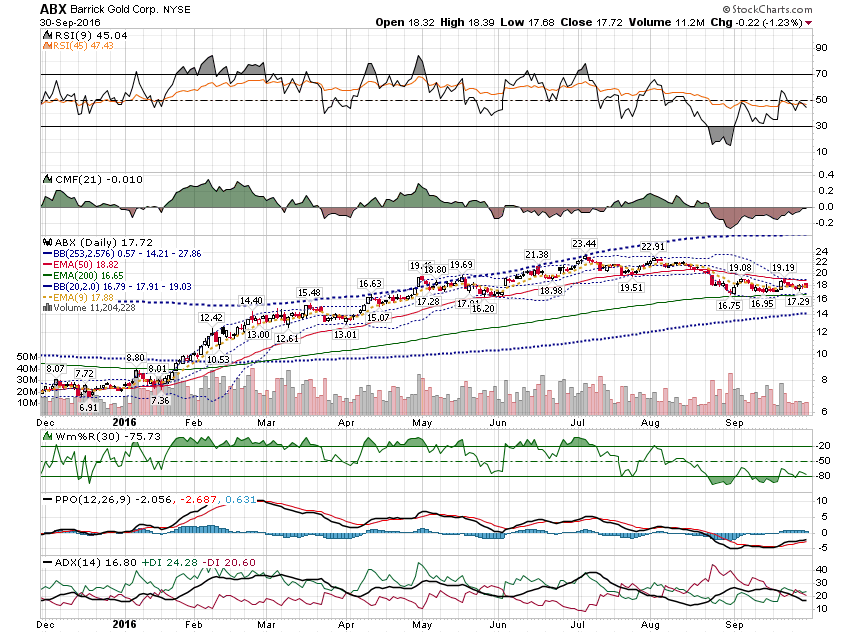 ABX Barrick Gold Corp. NYSE
© StockCharts.com
30-Sep-2016
Open 18.32 High 18.39 Low 17.68 Close 17.72 Volume 11.2M Chg -0.22 (-1.23%)
RSI(9) 45.04
RSI(45) 47.43
90
70
50
30
10
CMF(21) -0.010
0.4
0.2
0.0
-0.2
ABX (Daily) 17.72
BB(253,2.576) 0.57 - 14.21 - 27.86
EMA(50) 18.82
EMA(200) 16.65
BB(20,2.0) 16.79 - 17.91 - 19.03
EMA(9) 17.88
Volume 11,204,228
23.44
22.91
21.38
18.80
19.69
19.08
19.19
16.63
15.48
14.40
12.42
17.28
16.20
18.98
19.51
16.75
16.95
17.29
15.07
13.00
12.61
13.01
10.53
8.80
8.07
7.72
8.01
7.36
6.91
24
22
20
18
16
14
12
10
8
6
50M
40M
30M
20M
10M
Dec 2016 Feb Mar Apr May Jun Jul Aug Sep
Wm%R(30) -75.73
-20
-50
-80
PPO(12,26,9) -2.056, -2.687, 0.631
10
5
0
-5
ADX(14) 16.80 +DI 24.28 -DI 20.60
40
30
20
10
Dec 2016 Feb Mar Apr May Jun Jul Aug Sep